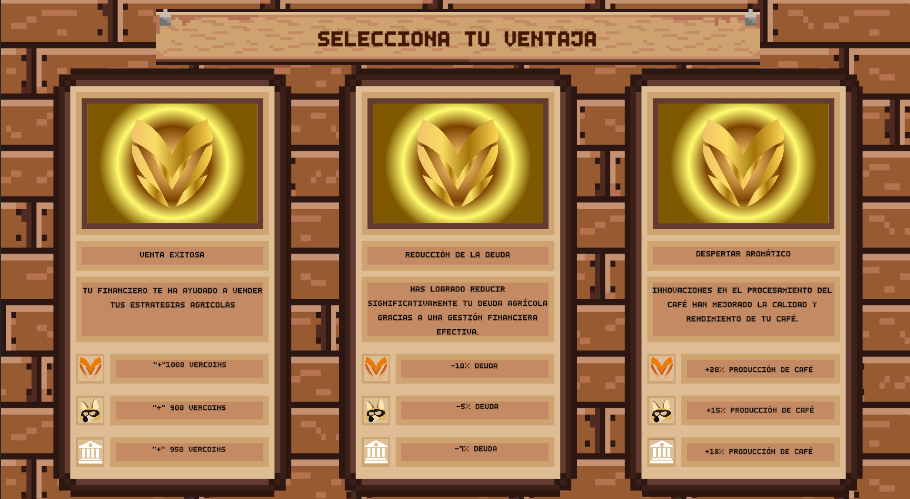 SELECCIONA TU VENTAJA
VENTA EXITOSA
TU FINANCIERO TE HA AYUDADO A VENDER
TUS ESTRATEGIAS AGRICOLAS
"+"1000 VERCOINS
"+" 900 VERCOINS
"+" 950 VERCOINS
REDUCCIÓN DE LA DEUDA
HAS LOGRADO REDUCIR
SIGNIFICATIVAMENTE TU DEUDA AGRÍCOLA
GRACIAS A UNA GESTIÓN FINANCIERA
EFECTIVA.
-10% DEUDA
-5% DEUDA
-7% DEUDA
DESPERTAR AROMÁTICO
INNOVACIONES EN EL PROCESAMIENTO DEL
CAFÉ HAN MEJORADO LA CALIDAD Y
RENDIMIENTO DE TU CAFÉ.
+20% PRODUCCIÓN DE CAFÉ
+15% PRODUCCIÓN DE CAFÉ
+18% PRODUCCIÓN DE CAFÉ